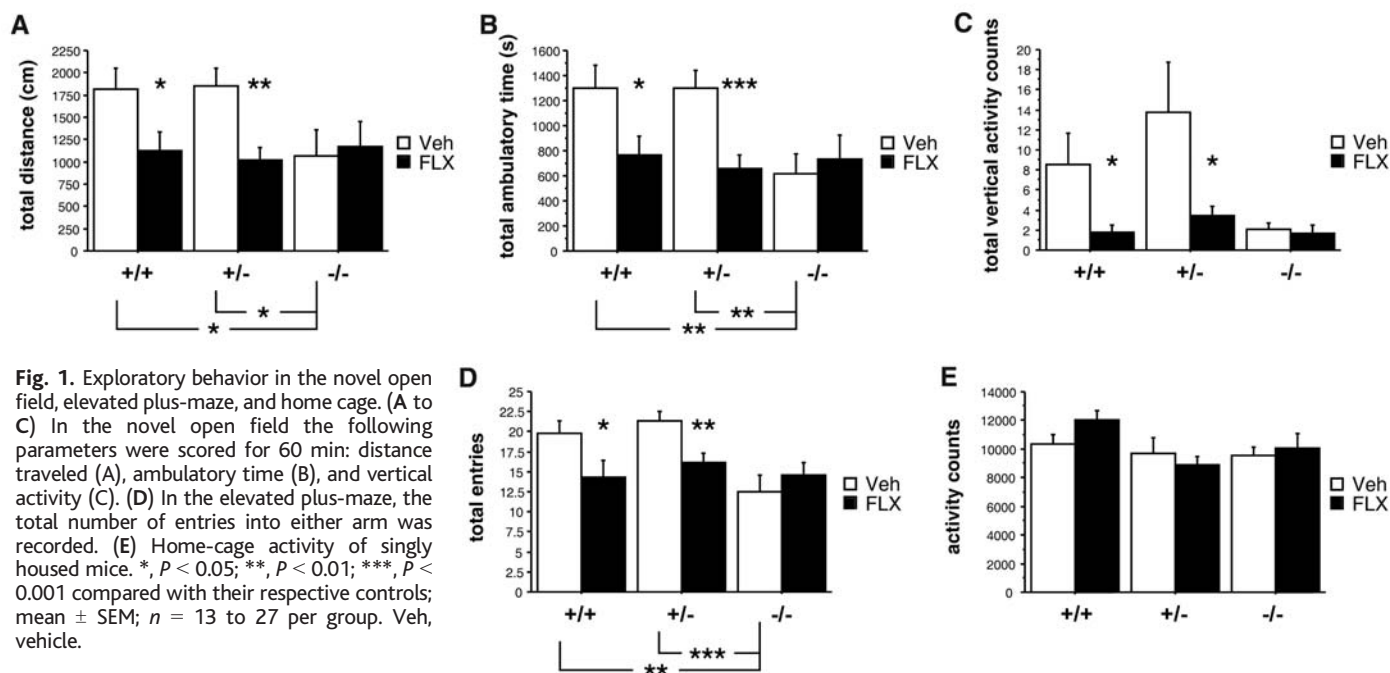 A
total distance (cm)
2250
2000
1750
1500
1250
1000
750
500
250
0
* **
Veh
FLX
+/+ +/- -/-
*
*
B
total ambulatory time (s)
1600
1400
1200
1000
800
600
400
200
0
* ***
Veh
FLX
+/+ +/- -/-
**
**
C
total vertical activity counts
20
18
16
14
12
10
8
6
4
2
0
* *
Veh
FLX
+/+ +/- -/-
Fig. 1. Exploratory behavior in the novel open
field, elevated plus-maze, and home cage. (A to
C) In the novel open field the following
parameters were scored for 60 min: distance
traveled (A), ambulatory time (B), and vertical
activity (C). (D) In the elevated plus-maze, the
total number of entries into either arm was
recorded. (E) Home-cage activity of singly
housed mice. *, P < 0.05; **, P < 0.01; ***, P <
0.001 compared with their respective controls;
mean ± SEM; n = 13 to 27 per group. Veh,
vehicle.
D
total entries
25
22.5
20
17.5
15
12.5
10
7.5
5
2.5
0
* **
Veh
FLX
+/+ +/- -/-
***
**
E
activity counts
14000
12000
10000
8000
6000
4000
2000
0
Veh
FLX
+/+ +/- -/-